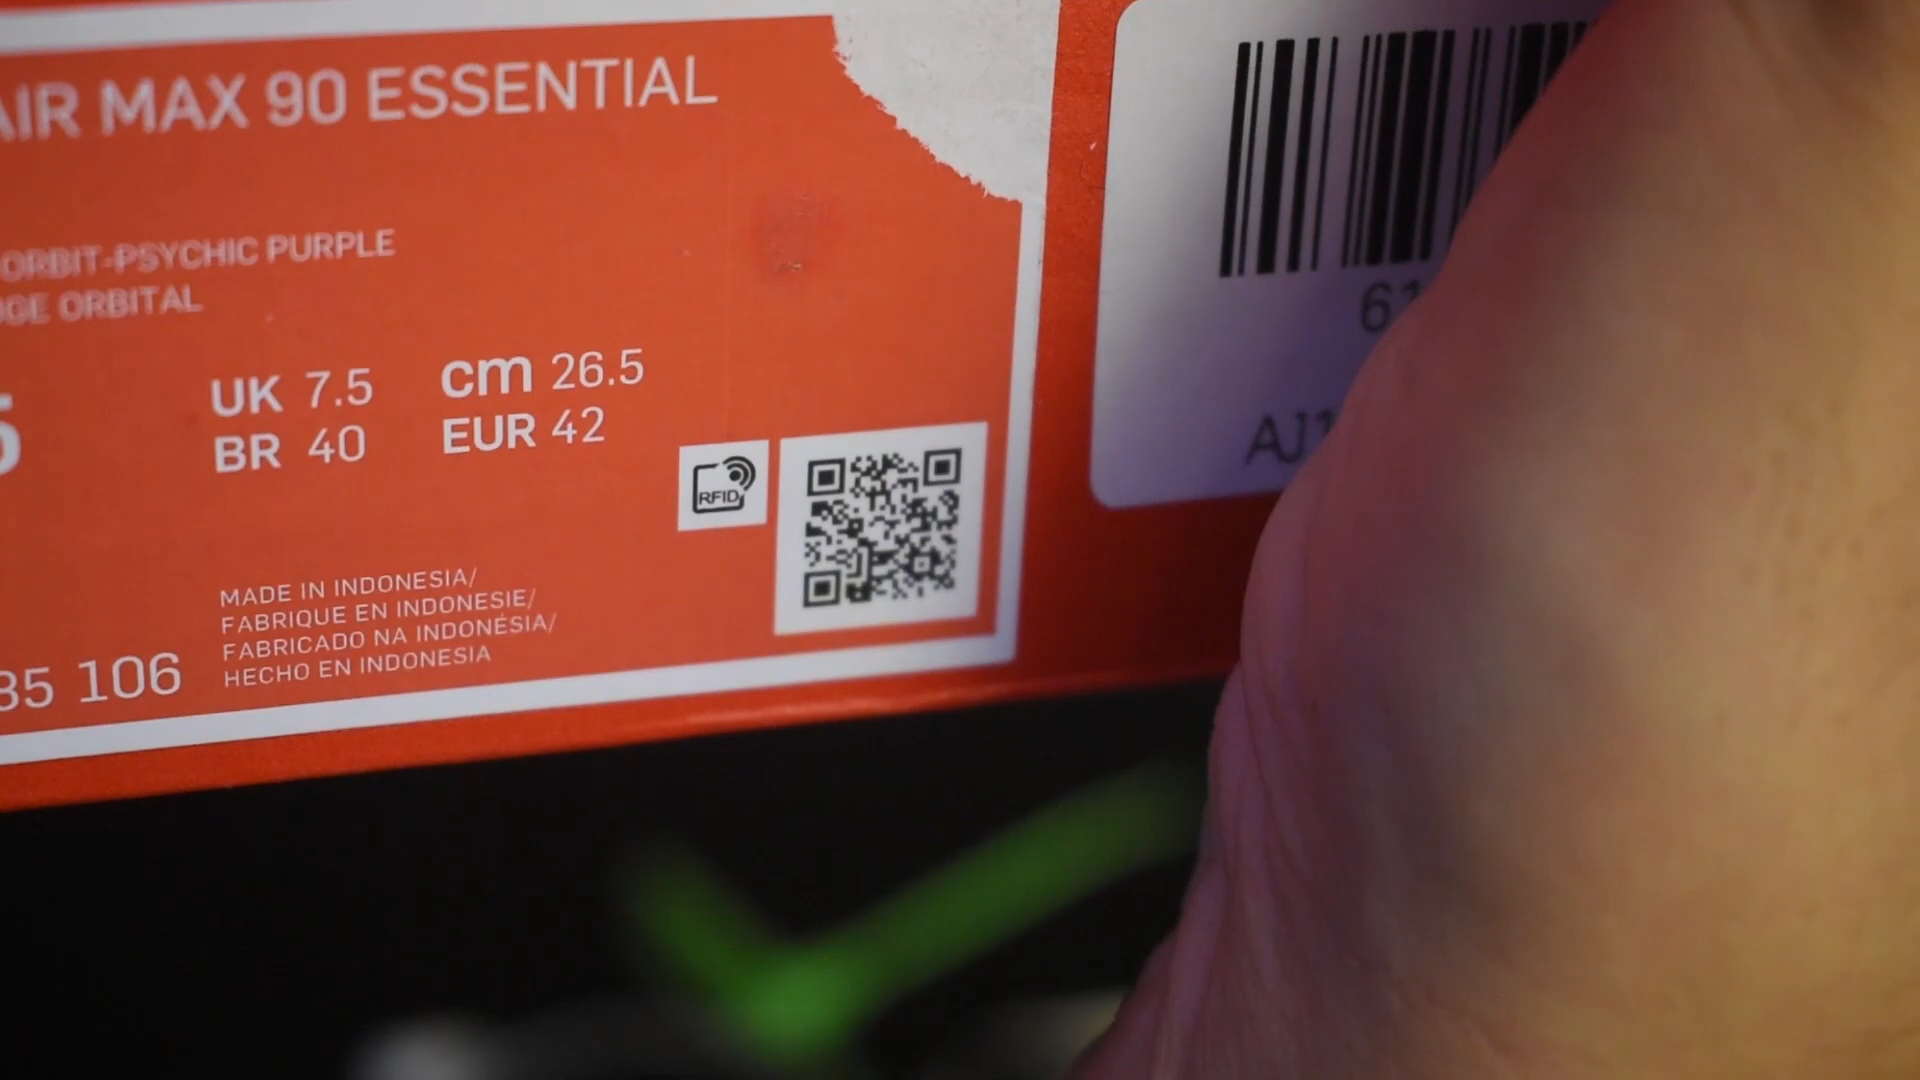 AIR MAX 90 ESSENTIAL
ORBIT-PSYCHIC PURPLE
ORBITAL
UK 7.5 cm 26.5
BR 40 EUR 42
RFID
MADE IN INDONESIA/
FABRIQUE EN INDONESIE/
FABRICADO NA INDONÉSIA/
HECHO EN INDONESIA
85 106